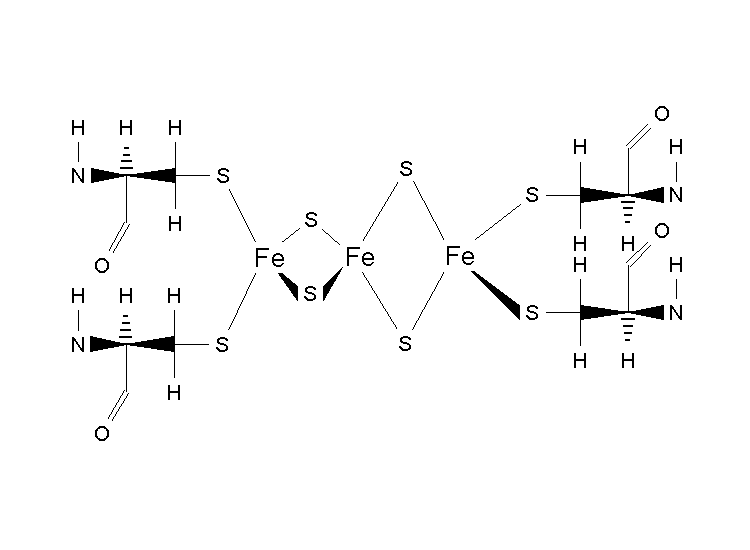 O
H H H H H
S
N S S N
H S H
Fe Fe Fe H H O
O S H H
H H H S N
N S S H H
H
O